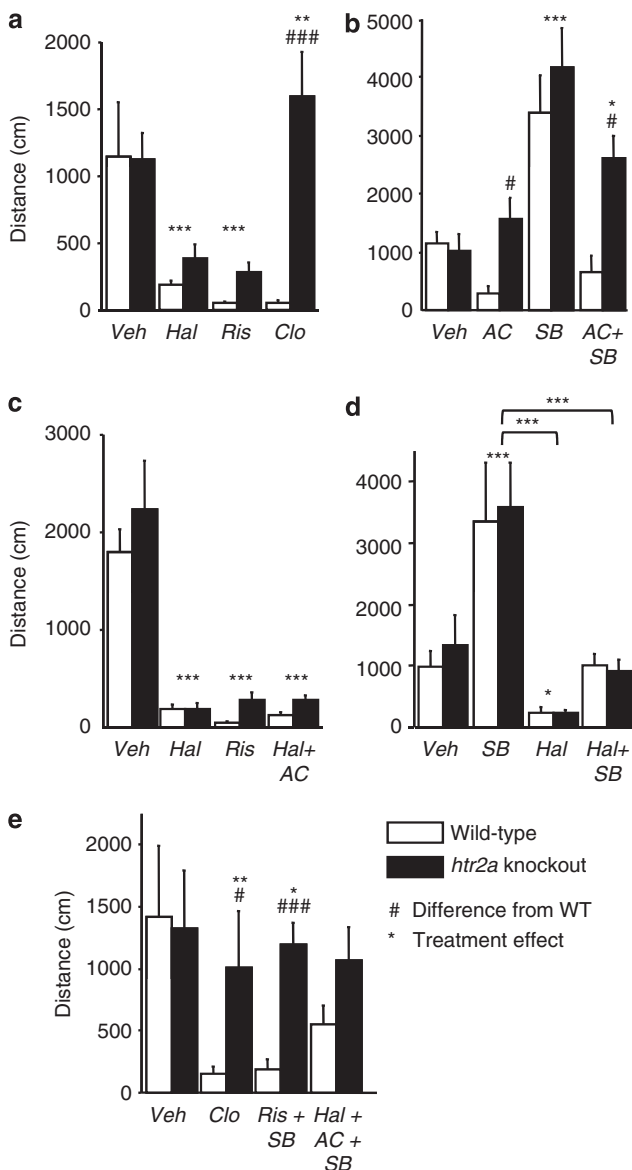 a
**
###
2000
1500
1000
500
0
Distance (cm)
***
***
Veh Hal Ris Clo
b
***
*
#
#
5000
4000
3000
2000
1000
0
Veh AC SB AC+
SB
c
3000
2000
1000
0
Distance (cm)
*** *** ***
Veh Hal Ris Hal+
AC
d
***
***
***
*
4000
3000
2000
1000
0
Veh SB Hal Hal+
SB
e
2000
1500
1000
500
0
Distance (cm)
**
#
*
###
Veh Clo Ris + Hal +
SB AC +
SB
Wild-type
htr2a knockout
# Difference from WT
* Treatment effect